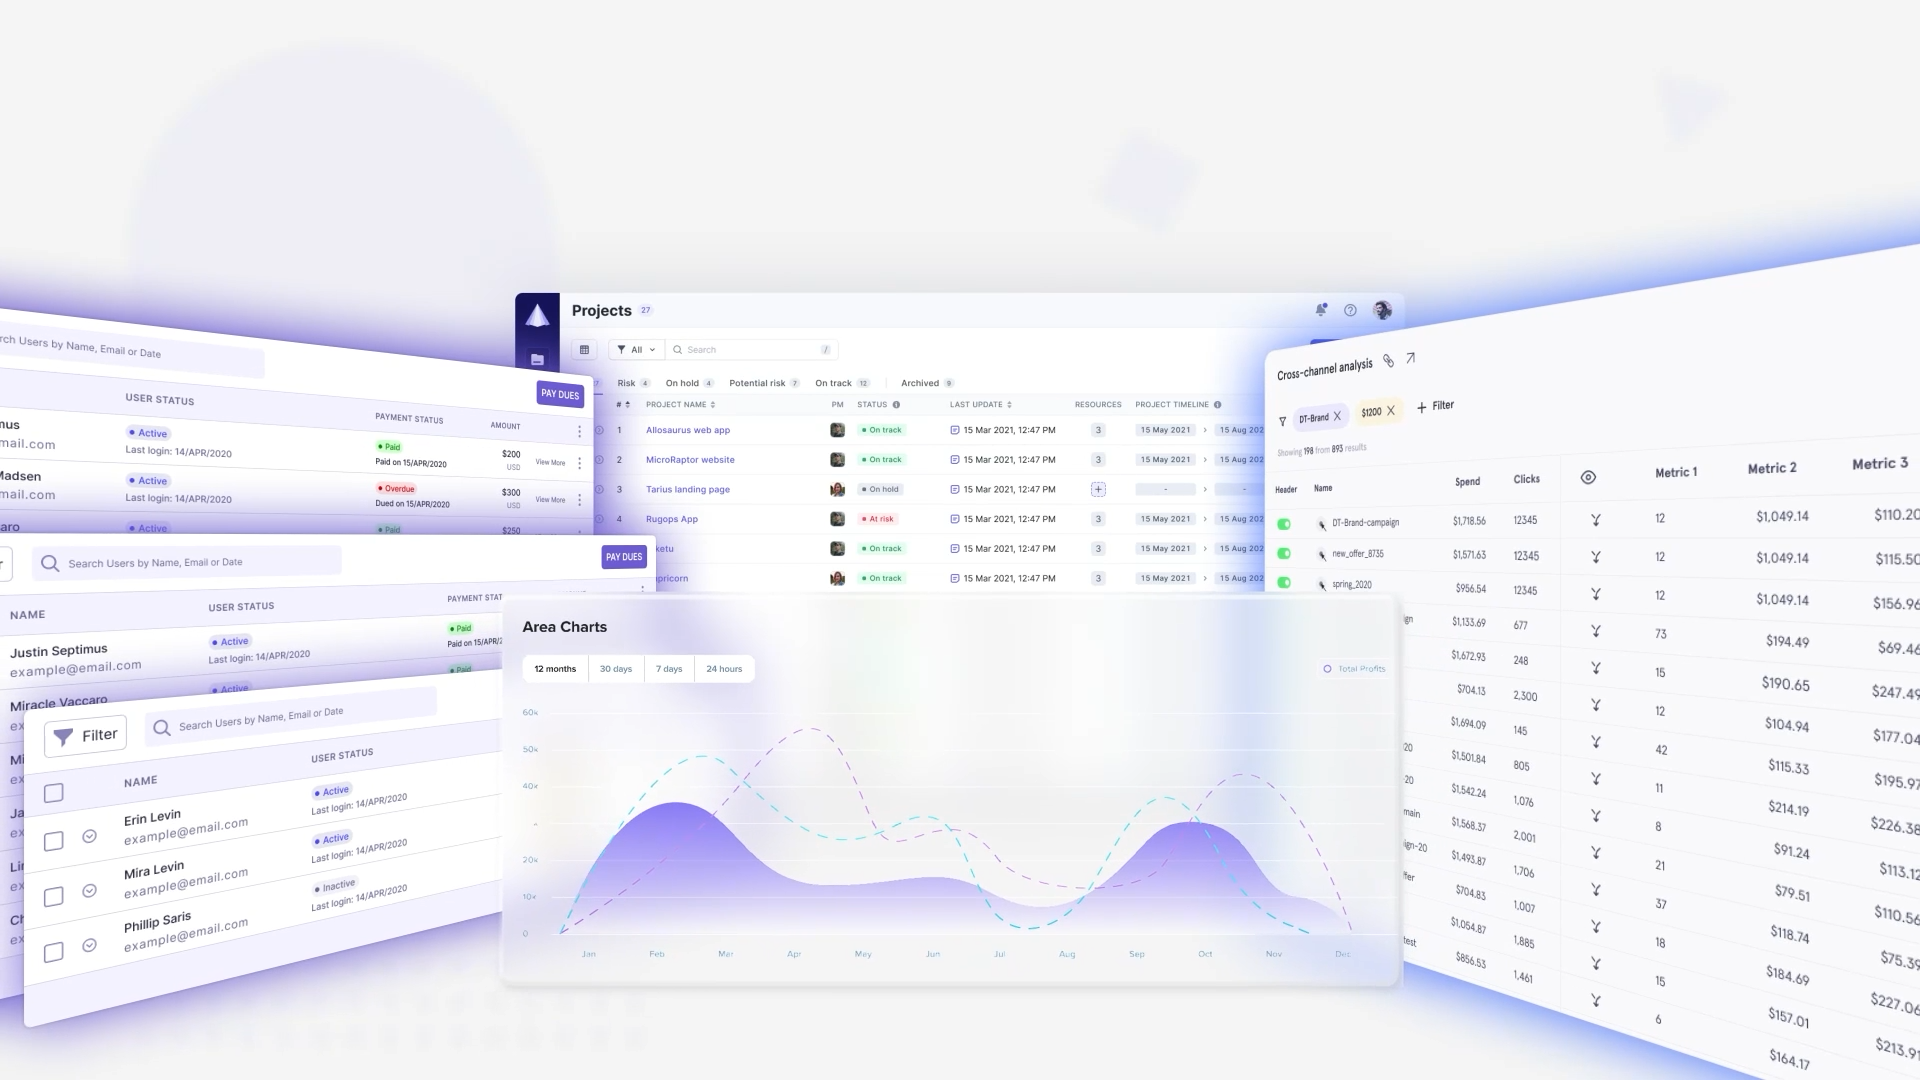 Projects 27
All
Search
/
Risk 4
On hold 4
Potential risk 7
On track 12
Archived 9
# PROJECT NAME PM STATUS LAST UPDATE RESOURCES PROJECT TIMELINE
1 Allosaurus web app On track 15 Mar 2021, 12:47 PM 3 15 May 2021 > 15 Aug 202
2 MicroRaptor website On track 15 Mar 2021, 12:47 PM 3 15 May 2021 > 15 Aug 202
3 Tarius landing page On hold 15 Mar 2021, 12:47 PM + - > -
4 Rugops App At risk 15 Mar 2021, 12:47 PM 3 15 May 2021 > 15 Aug 202
ketu On track 15 Mar 2021, 12:47 PM 3 15 May 2021 > 15 Aug 202
pricorn On track 15 Mar 2021, 12:47 PM 3 15 May 2021 > 15 Aug 202
rch Users by Name, Email or Date
PAY DUES
USER STATUS PAYMENT STATUS AMOUNT
mus Active Paid $200
mail.com Last login: 14/APR/2020 Paid on 15/APR/2020 USD View More
Madsen Active Overdue $300
mail.com Last login: 14/APR/2020 Dued on 15/APR/2020 USD View More
aro Active Paid $250
Search Users by Name, Email or Date
PAY DUES
NAME USER STATUS PAYMENT STAT
Justin Septimus Active Paid
example@email.com Last login: 14/APR/2020 Paid on 15/APR/2
Miracle Vaccaro Active Paid
ex
Mi
ex
Ja
ex
Lin
ex
Ch
ex
Filter
Search Users by Name, Email or Date
NAME USER STATUS
Erin Levin Active
example@email.com Last login: 14/APR/2020
Mira Levin Active
example@email.com Last login: 14/APR/2020
Phillip Saris Inactive
example@email.com Last login: 14/APR/2020
Area Charts
12 months 30 days 7 days 24 hours
Total Profits
60k
50k
40k
20k
10k
0
Jan Feb Mar Apr May Jun Jul Aug Sep Oct Nov Dec
Cross-channel analysis
DT-Brand X $1200 X + Filter
Showing 198 from 893 results
Header Name Spend Clicks Metric 1 Metric 2 Metric 3
DT-Brand-campaign $1,718.56 12345 12 $1,049.14 $110.20
new_offer_8735 $1,571.63 12345 12 $1,049.14 $115.50
spring_2020 $956.54 12345 12 $1,049.14 $156.96
ign $1,133.69 677 73 $194.49 $69.46
$1,672.93 248 15 $190.65 $247.49
$704.13 2,300 12 $104.94 $177.04
$1,694.09 145 42 $115.33 $195.97
20 $1,501.84 805 11 $214.19 $226.38
-20 $1,542.24 1,076 8 $91.24 $113.12
main $1,568.37 2,001 21 $79.51 $110.56
ign-20 $1,493.87 1,706 37 $118.74 $75.39
ffer $704.83 1,007 18 $184.69 $227.06
$1,054.87 1,885 15 $157.01 $213.91
test $856.53 1,461 6 $164.17